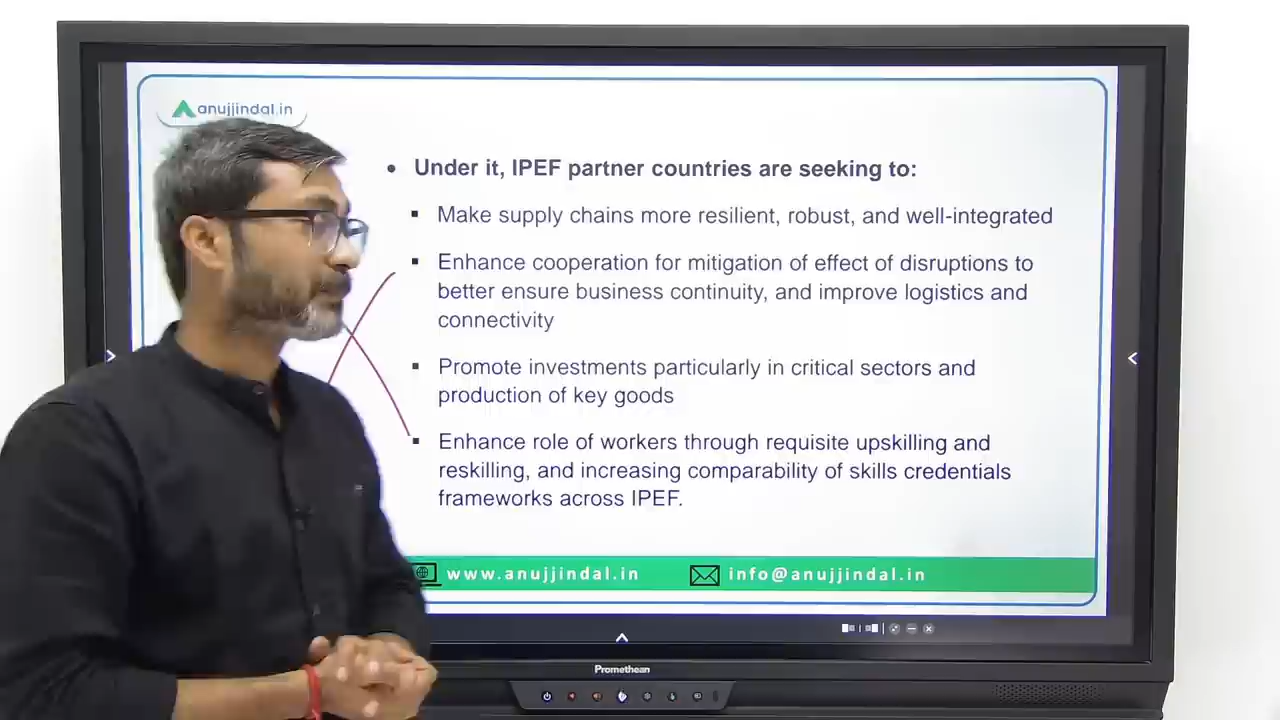 anujjindal.in
• Under it, IPEF partner countries are seeking to:
▪ Make supply chains more resilient, robust, and well-integrated
▪ Enhance cooperation for mitigation of effect of disruptions to
better ensure business continuity, and improve logistics and
connectivity
▪ Promote investments particularly in critical sectors and
production of key goods
▪ Enhance role of workers through requisite upskilling and
reskilling, and increasing comparability of skills credentials
frameworks across IPEF.
www.anujjindal.in info@anujjindal.in
Promethean